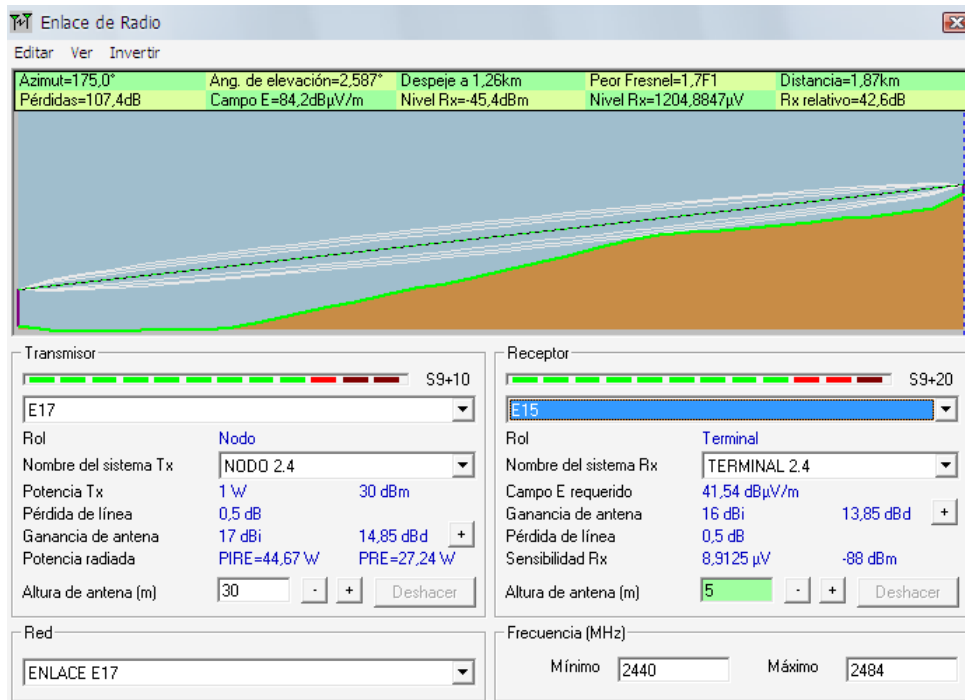 Enlace de Radio
Editar Ver Invertir
Azimut=175,0° Ang. de elevación=2,587° Despeje a 1,26km Peor Fresnel=1,7F1 Distancia=1,87km
Pérdidas=107,4dB Campo E=84,2dBµV/m Nivel Rx=-45,4dBm Nivel Rx=1204,8847µV Rx relativo=42,6dB
Transmisor
S9+10
E17
Rol Nodo
Nombre del sistema Tx NODO 2.4
Potencia Tx 1 W 30 dBm
Pérdida de línea 0,5 dB
Ganancia de antena 17 dBi 14,85 dBd +
Potencia radiada PIRE=44,67 W PRE=27,24 W
Altura de antena (m) 30 - + Deshacer
Red
ENLACE E17
Receptor
S9+20
E15
Rol Terminal
Nombre del sistema Rx TERMINAL 2.4
Campo E requerido 41,54 dBµV/m
Ganancia de antena 16 dBi 13,85 dBd +
Pérdida de línea 0,5 dB
Sensibilidad Rx 8,9125 µV -88 dBm
Altura de antena (m) 5 - + Deshacer
Frecuencia (MHz)
Mínimo 2440 Máximo 2484